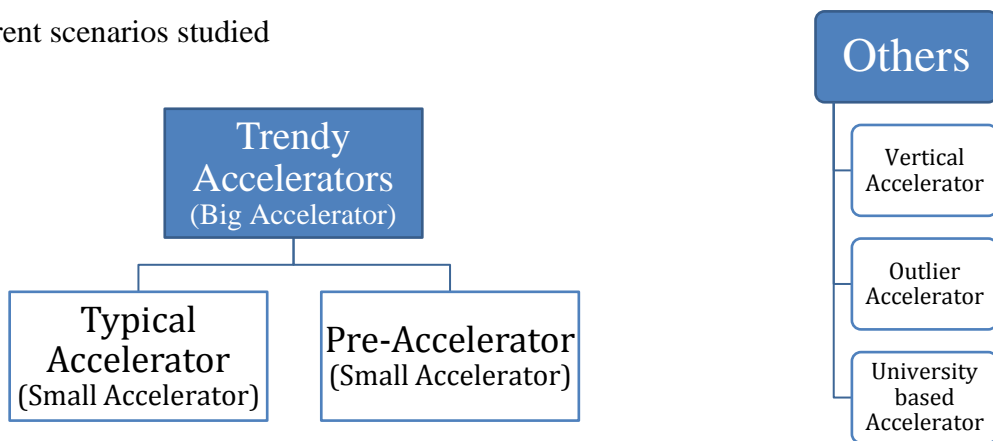 rent scenarios studied
Trendy
Accelerators
(Big Accelerator)
Typical
Accelerator
(Small Accelerator)
Pre-Accelerator
(Small Accelerator)
Others
Vertical
Accelerator
Outlier
Accelerator
University
based
Accelerator